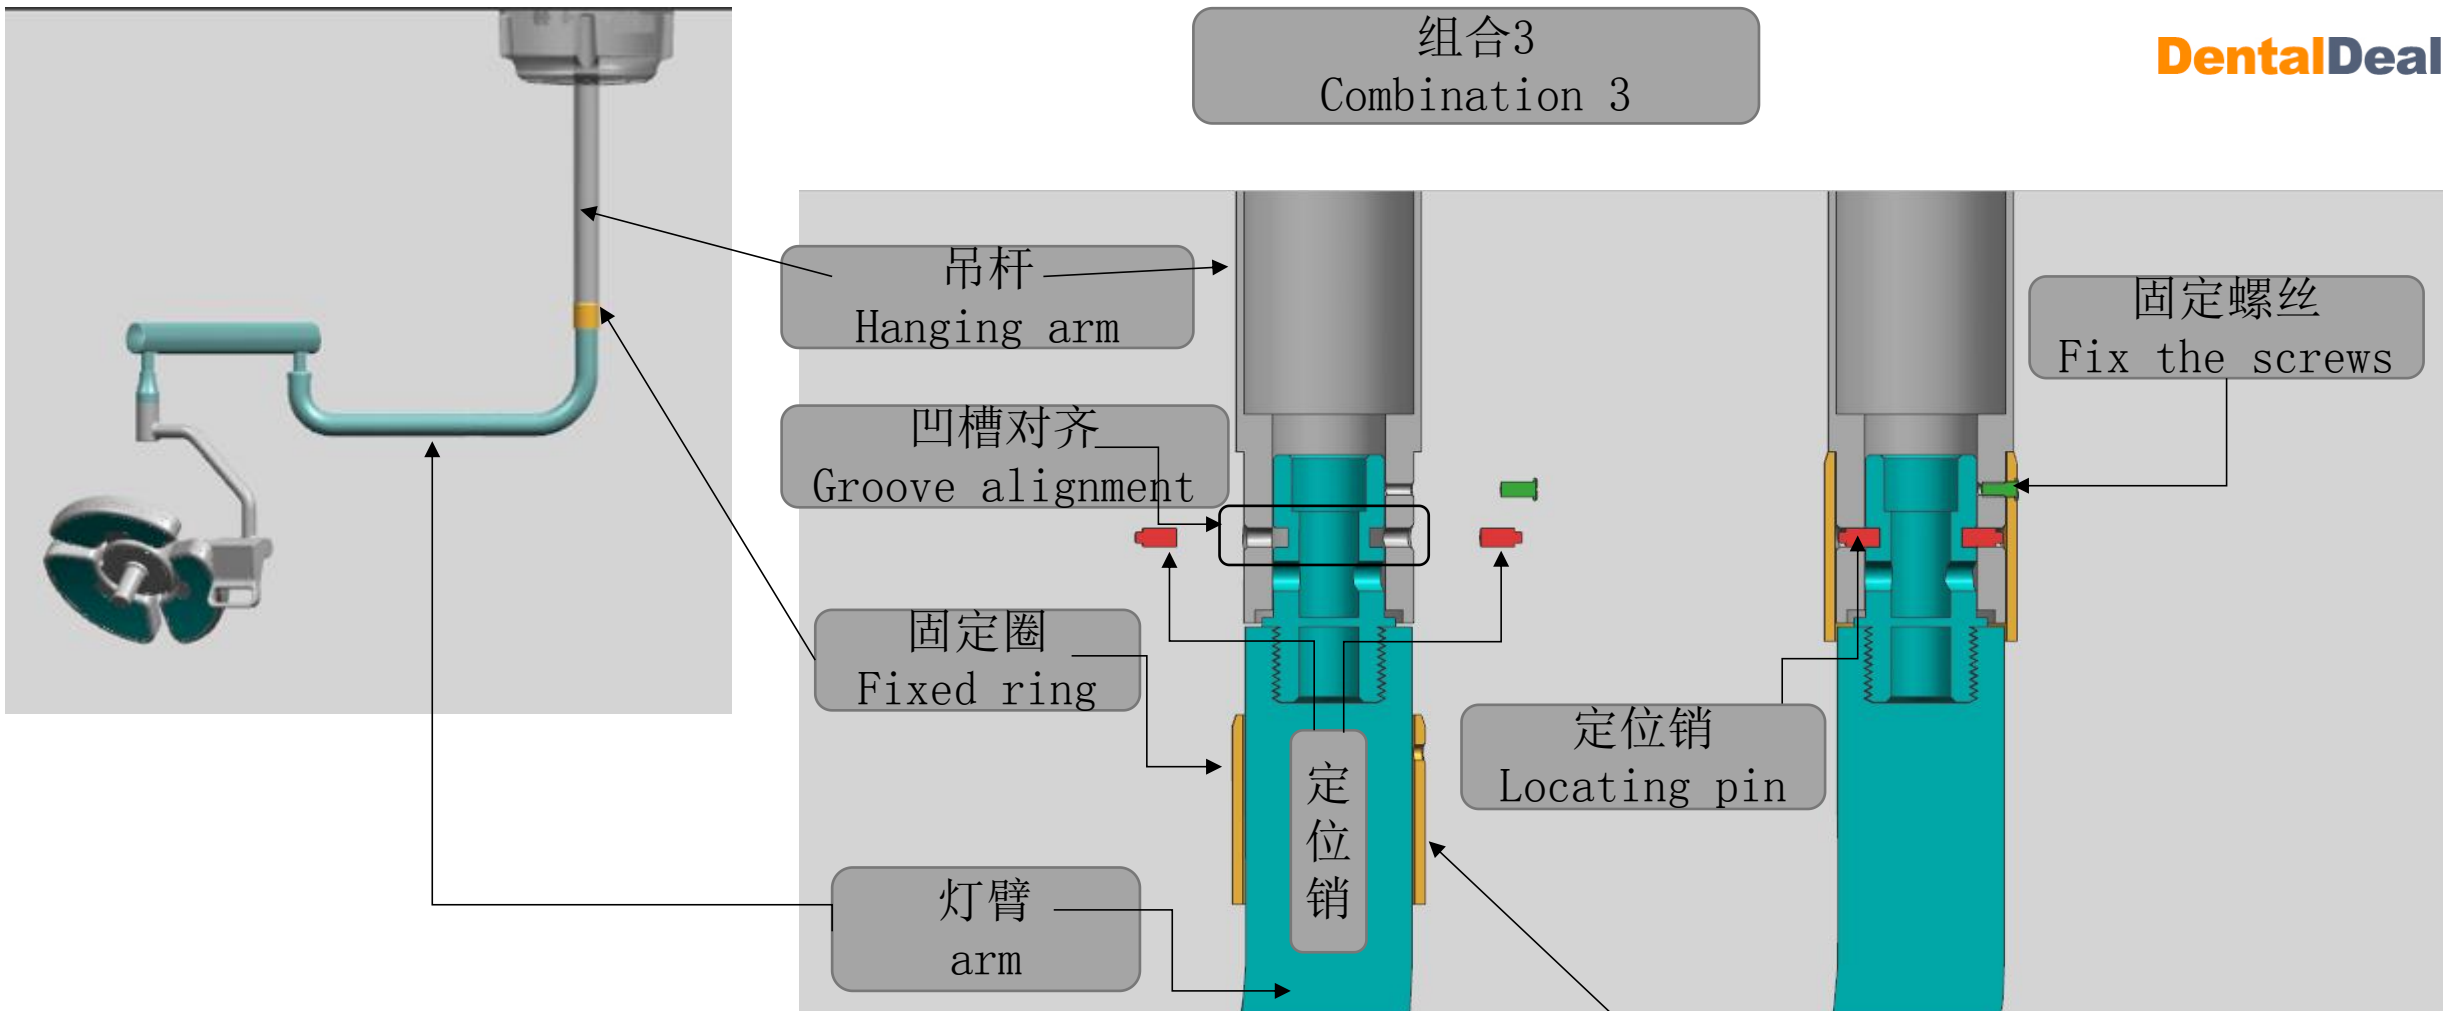 组合3
Combination 3
DentalDeal
吊杆
Hanging arm
固定螺丝
Fix the screws
凹槽对齐
Groove alignment
固定圈
Fixed ring
定位销
Locating pin
定位销
灯臂
arm